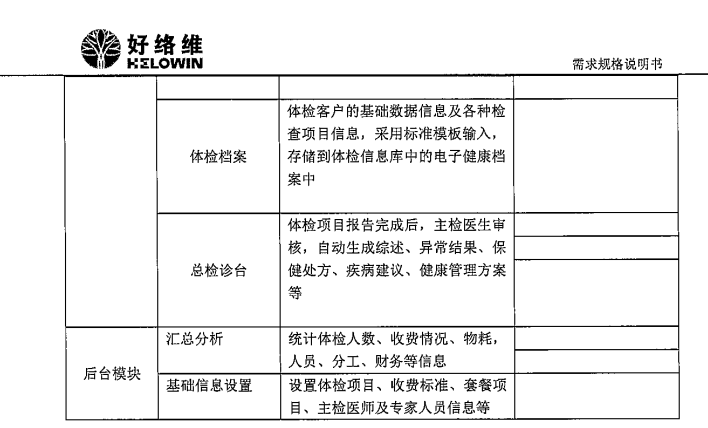 好络维
HELOWIN
需求规格说明书
体检档案
体检客户的基础数据信息及各种检
查项目信息，采用标准模板输入，
存储到体检信息库中的电子健康档
案中
总检诊台
体检项目报告完成后，主检医生审
核，自动生成综述、异常结果、保
健处方、疾病建议、健康管理方案
等
后台模块
汇总分析
统计体检人数、收费情况、物耗，
人员、分工、财务等信息
基础信息设置
设置体检项目、收费标准、套餐项
目、主检医师及专家人员信息等